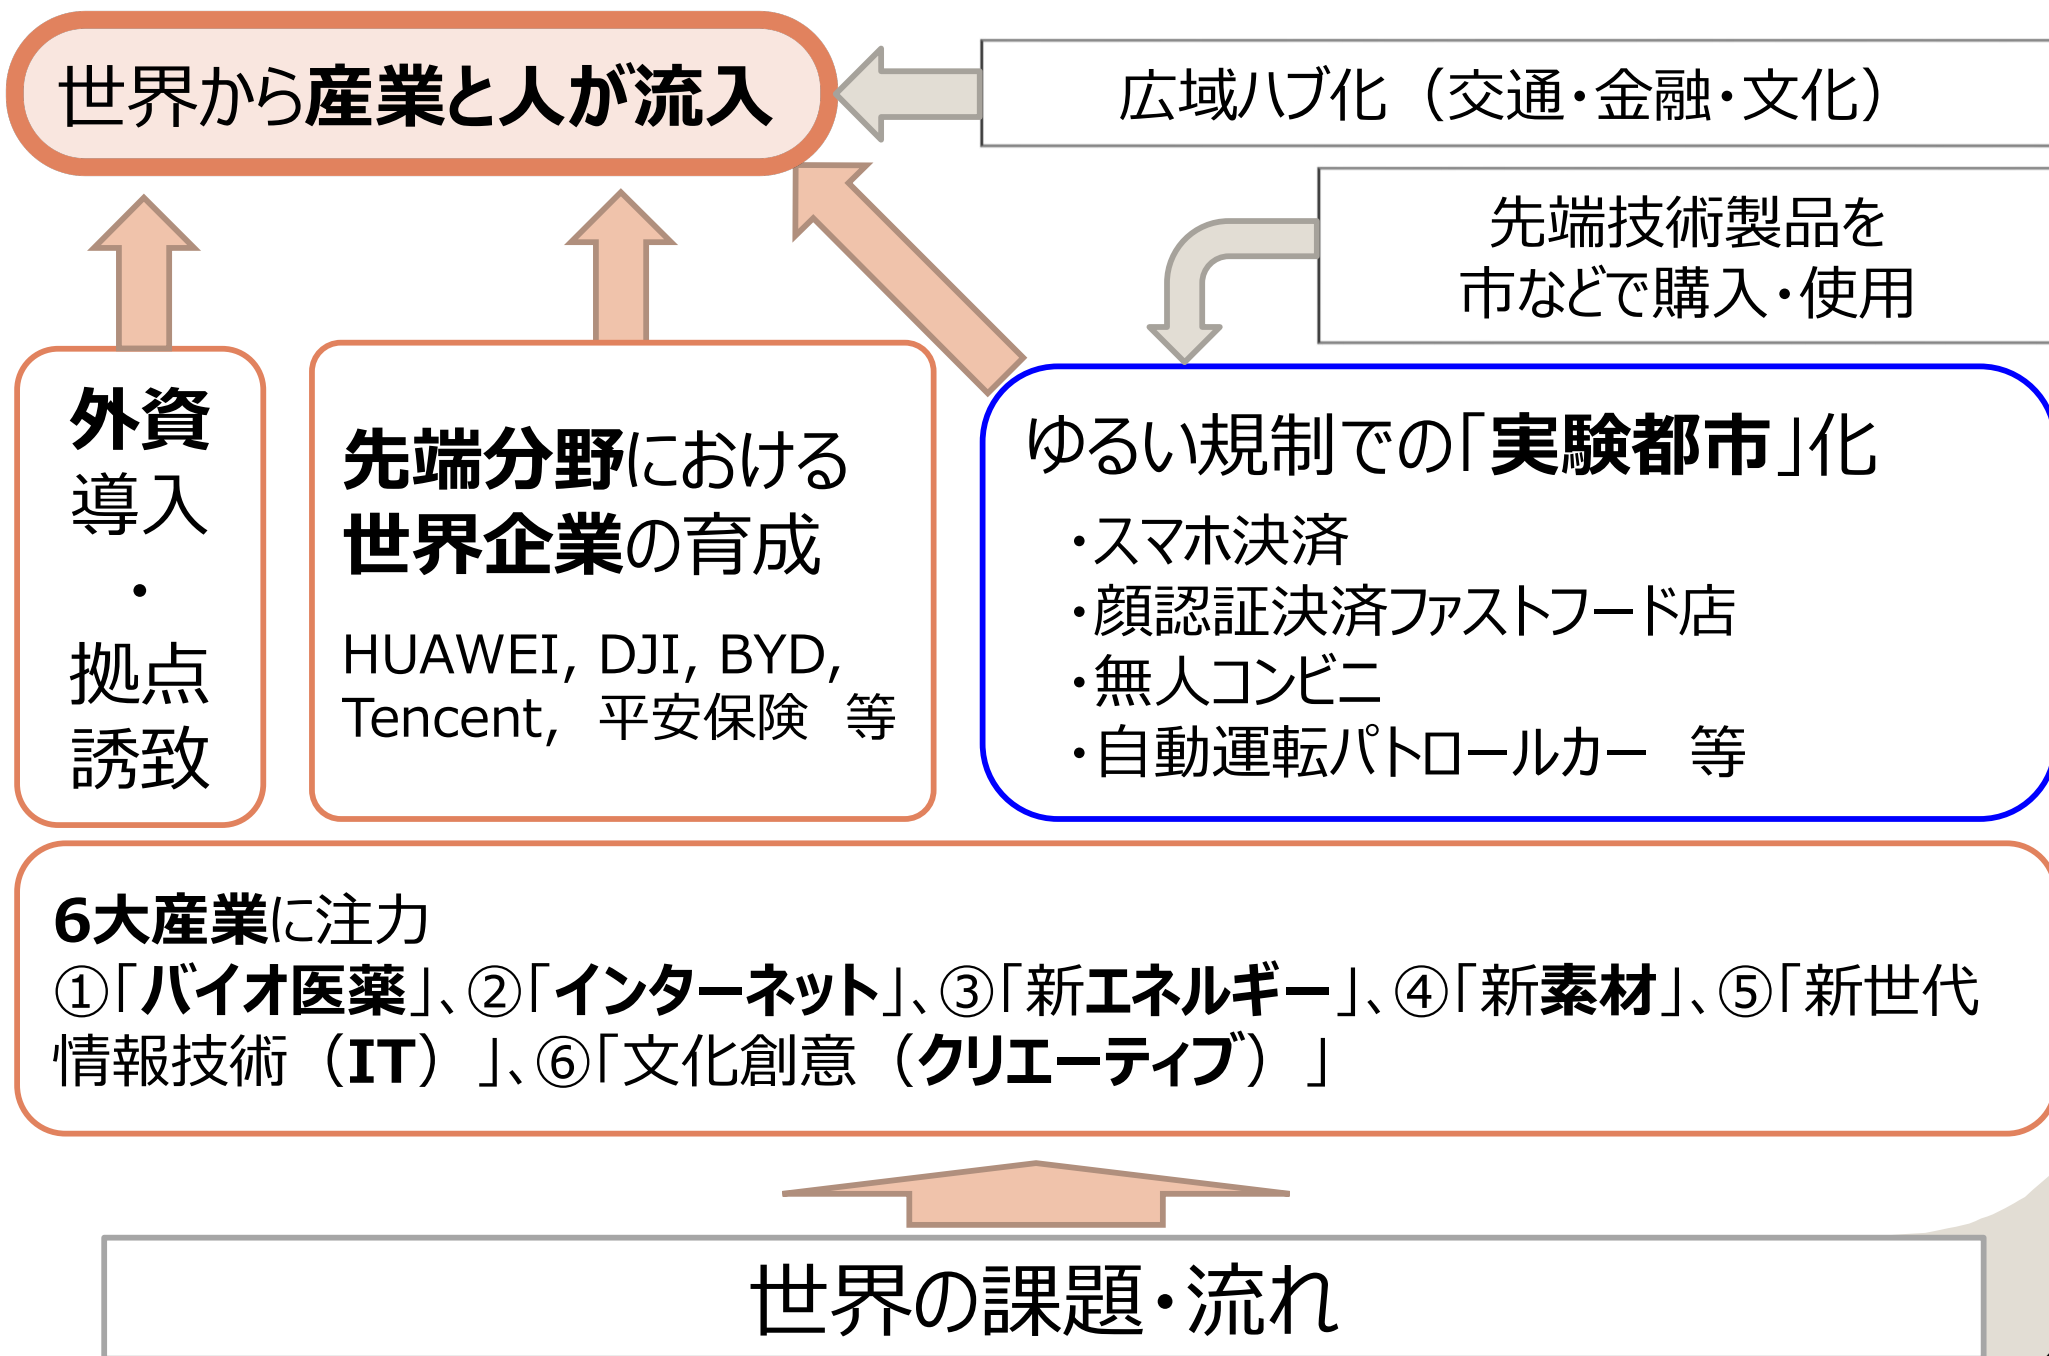 世界から産業と人が流入
広域ハブ化（交通・金融・文化）
先端技術製品を
市などで購入・使用
外資
導入
・
拠点
誘致
先端分野における
世界企業の育成
HUAWEI, DJI, BYD,
Tencent, 平安保険　等
ゆるい規制での「実験都市」化
・スマホ決済
・顔認証決済ファストフード店
・無人コンビニ
・自動運転パトロールカー　等
6大産業に注力
①「バイオ医薬」、②「インターネット」、③「新エネルギー」、④「新素材」、⑤「新世代
情報技術（IT）」、⑥「文化創意（クリエーティブ）」
世界の課題・流れ